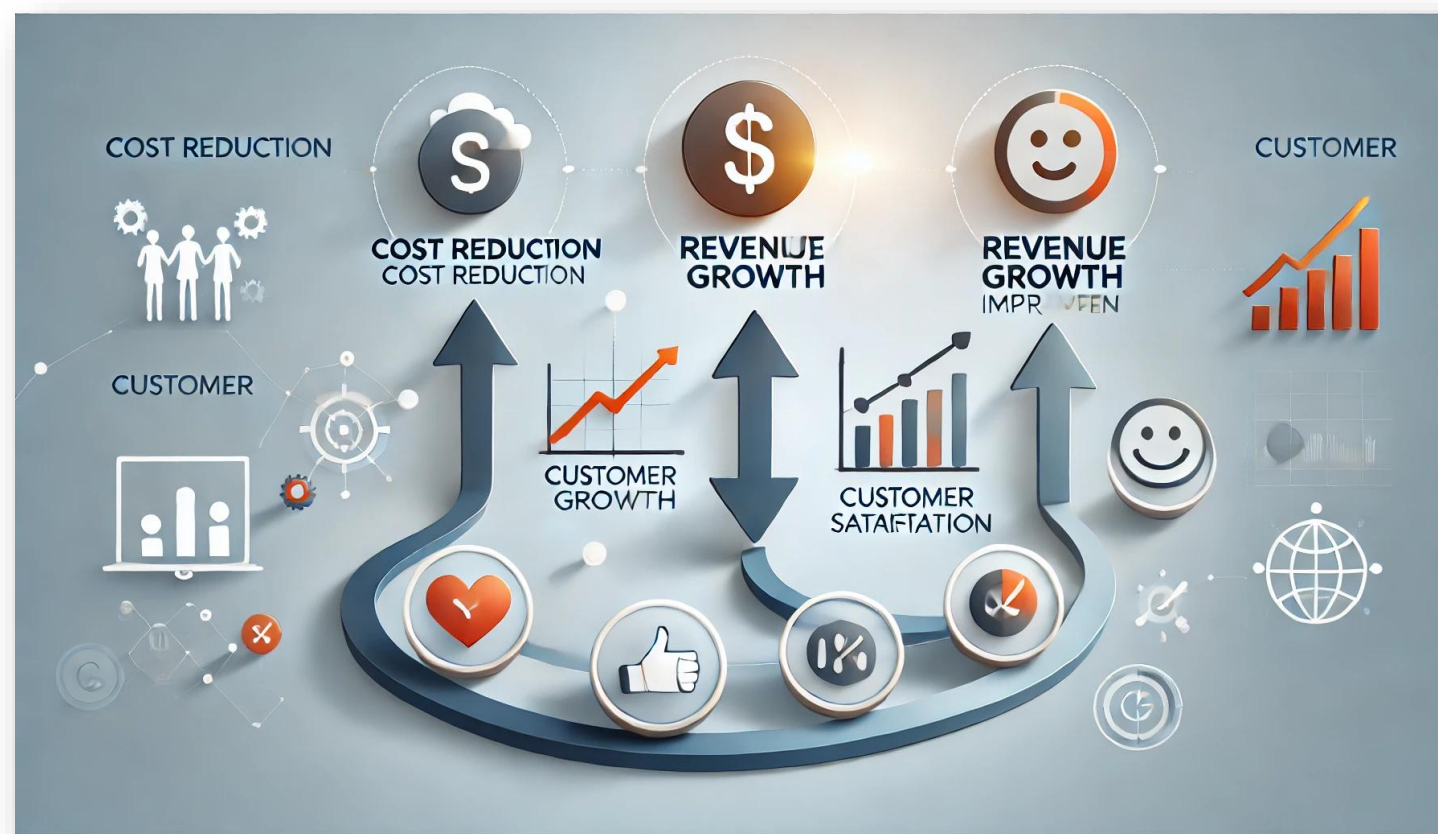 COST REDUCTION
S
$
CUSTOMER
COST REDUCTION
COST REDUCTION
REVENUE
GROWTH
REVENUE
GROWTH
CUSTOMER
CUSTOMER
GROWTH
CUSTOMER
SATAFTATION